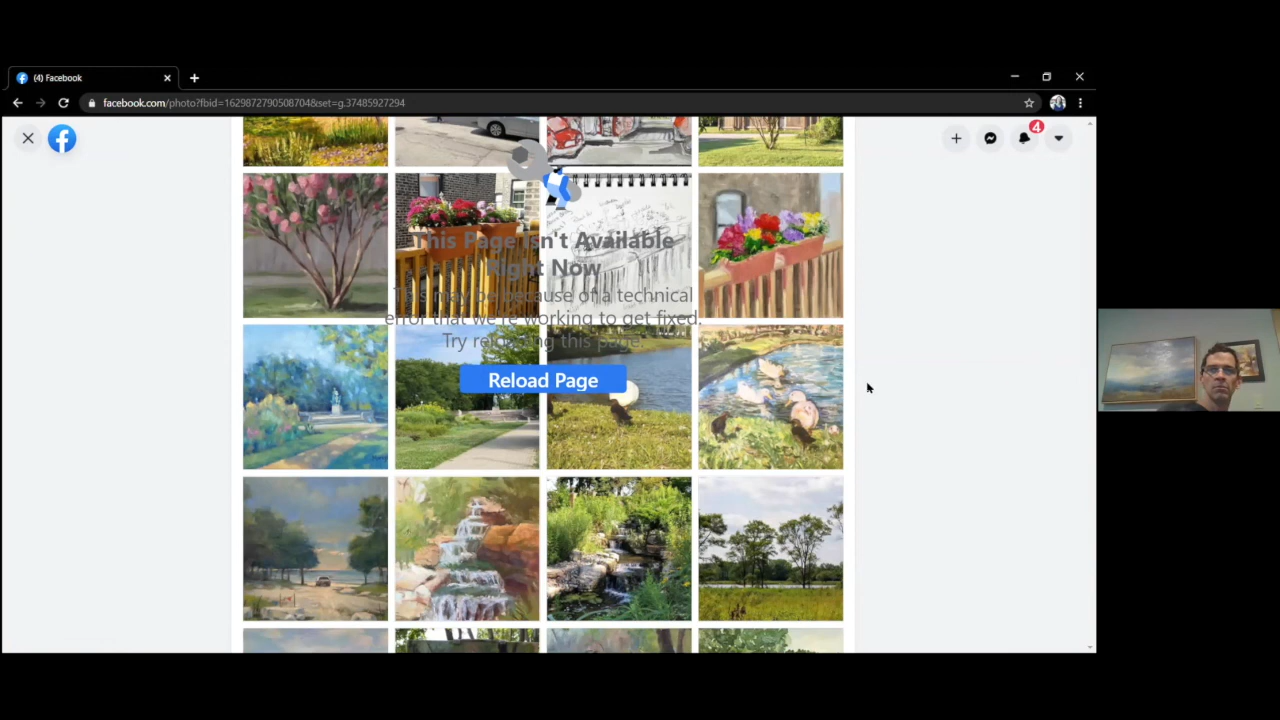 (4) Facebook
facebook.com/photo?fbid=1629872790508704&set=g.37485927294
4
This Page Isn't Available
Right Now
This may be because of a technical
error that we're working to get fixed.
Try reloading this page.
Reload Page